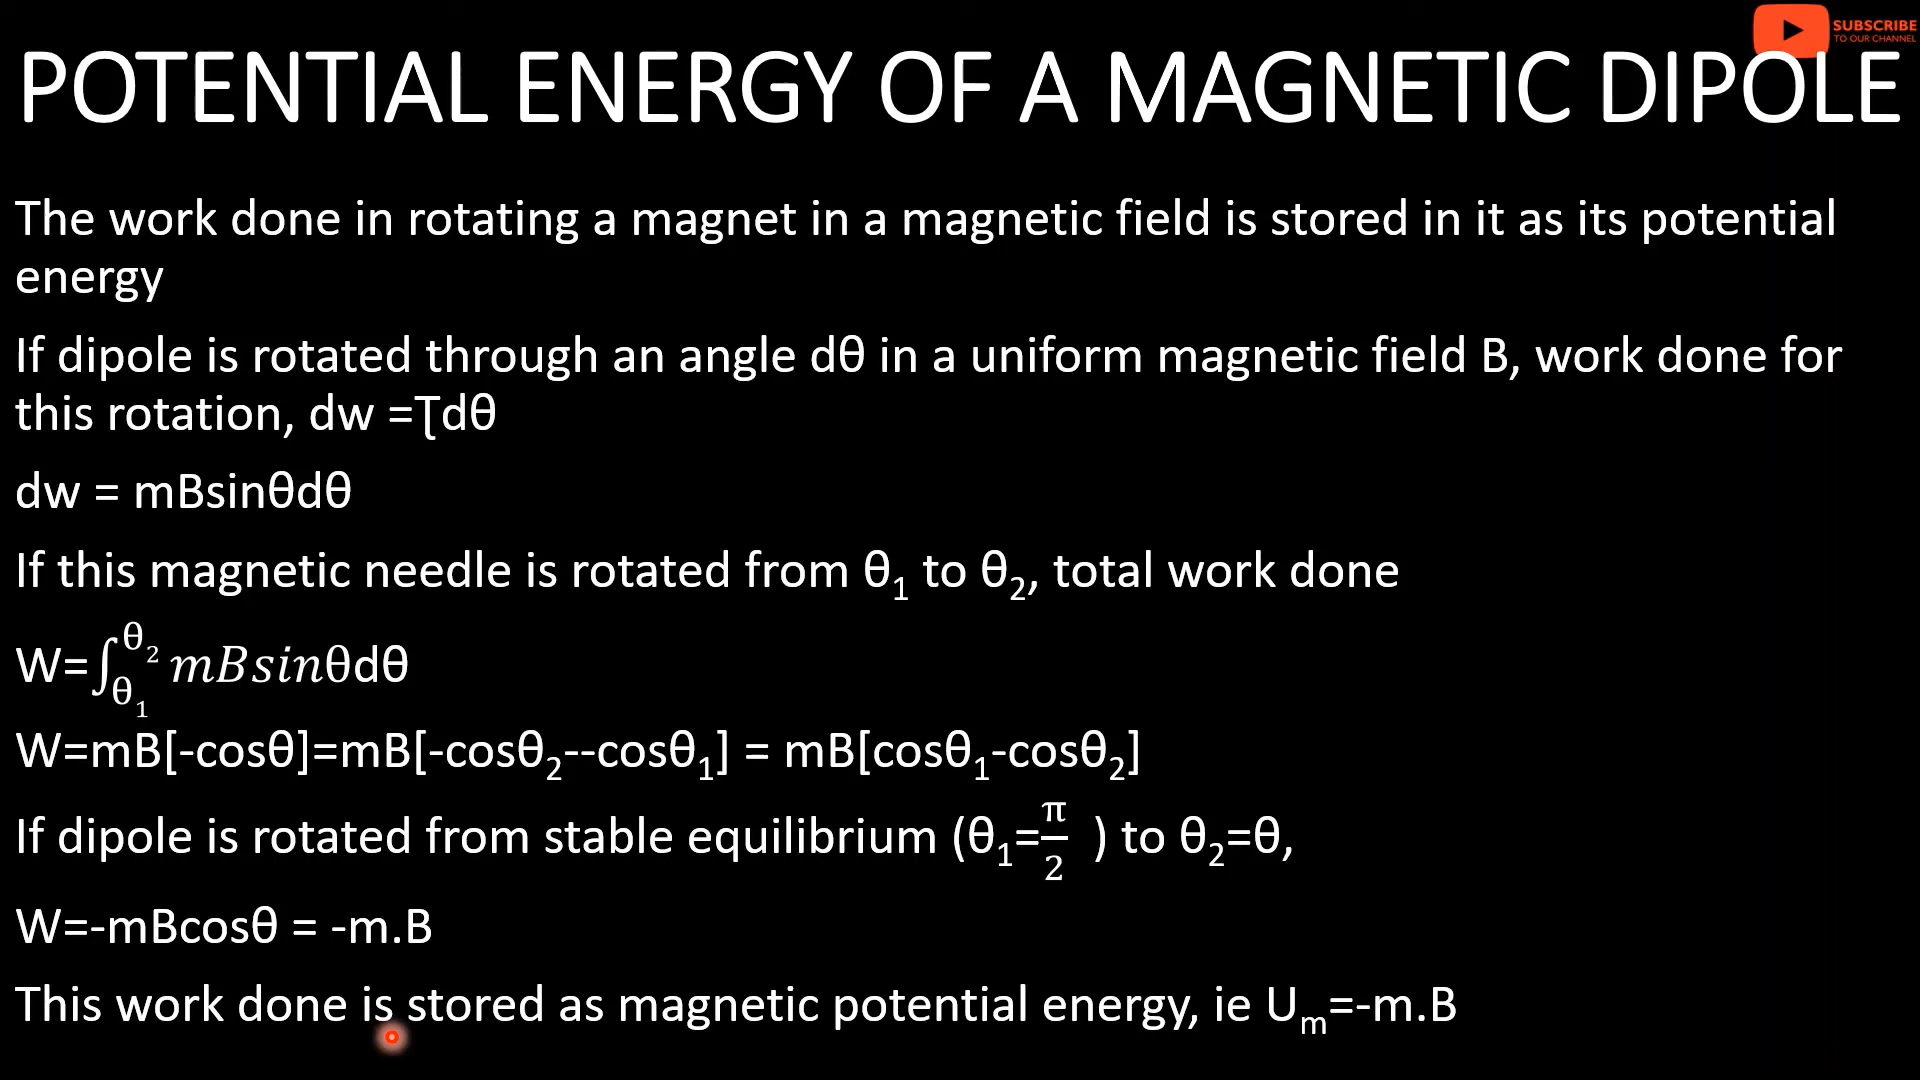 SUBSCRIBE
TO OUR CHANNEL
POTENTIAL ENERGY OF A MAGNETIC DIPOLE
The work done in rotating a magnet in a magnetic field is stored in it as its potential
energy
If dipole is rotated through an angle dθ in a uniform magnetic field B, work done for
this rotation, dw =Ʈdθ
dw = mBsinθdθ
If this magnetic needle is rotated from θ₁ to θ₂, total work done
W=∫_θ₁^θ₂ mBsinθdθ
W=mB[-cosθ]=mB[-cosθ₂--cosθ₁] = mB[cosθ₁-cosθ₂]
If dipole is rotated from stable equilibrium (θ₁=π/2 ) to θ₂=θ,
W=-mBcosθ = -m.B
This work done is stored as magnetic potential energy, ie Uₘ=-m.B